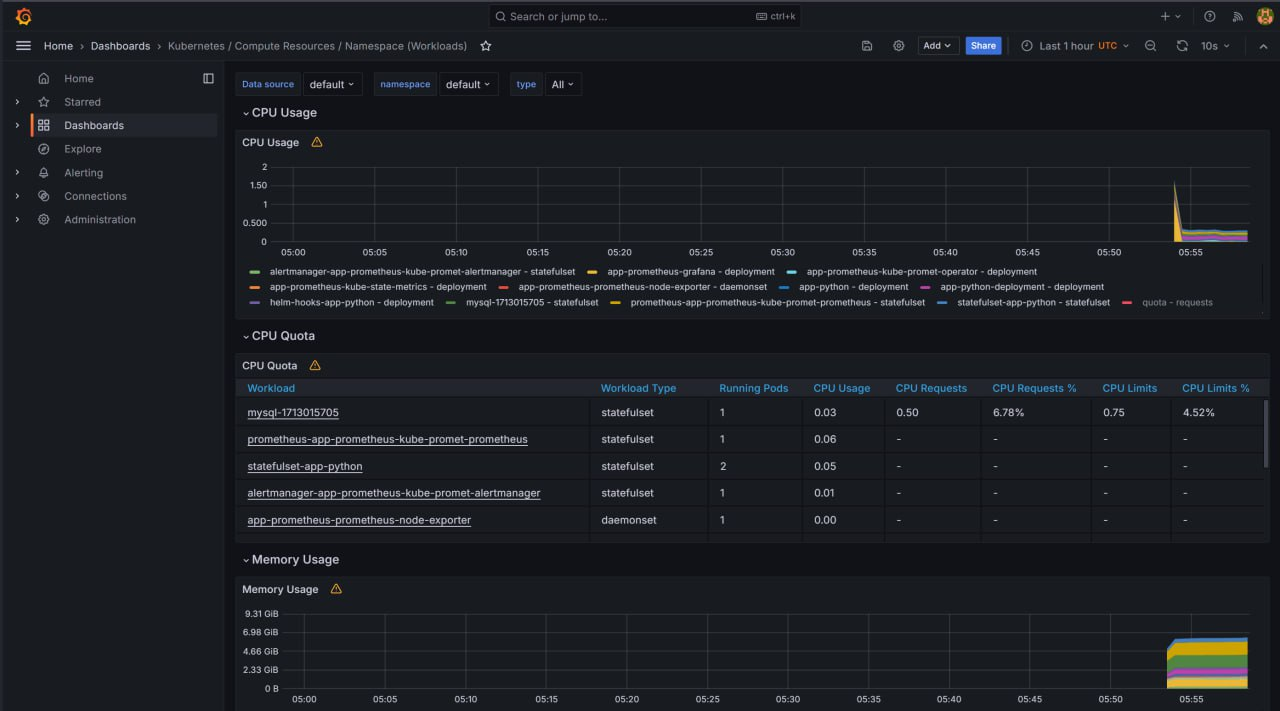 Search or jump to... ctrl+k
Home › Dashboards › Kubernetes / Compute Resources / Namespace (Workloads) Add Share Last 1 hour UTC 10s
Home
Starred
Dashboards
Explore
Alerting
Connections
Administration
Data source default namespace default type All
CPU Usage
CPU Usage
2
1.50
1
0.500
0
05:00 05:05 05:10 05:15 05:20 05:25 05:30 05:35 05:40 05:45 05:50 05:55
alertmanager-app-prometheus-kube-promet-alertmanager - statefulset app-prometheus-grafana - deployment app-prometheus-kube-promet-operator - deployment
app-prometheus-kube-state-metrics - deployment app-prometheus-prometheus-node-exporter - daemonset app-python - deployment app-python-deployment - deployment
helm-hooks-app-python - deployment mysql-1713015705 - statefulset prometheus-app-prometheus-kube-promet-prometheus - statefulset statefulset-app-python - statefulset quota - requests
CPU Quota
CPU Quota
Workload Workload Type Running Pods CPU Usage CPU Requests CPU Requests % CPU Limits CPU Limits %
mysql-1713015705 statefulset 1 0.03 0.50 6.78% 0.75 4.52%
prometheus-app-prometheus-kube-promet-prometheus statefulset 1 0.06 - - - -
statefulset-app-python statefulset 2 0.05 - - - -
alertmanager-app-prometheus-kube-promet-alertmanager statefulset 1 0.01 - - - -
app-prometheus-prometheus-node-exporter daemonset 1 0.00 - - - -
Memory Usage
Memory Usage
9.31 GiB
6.98 GiB
4.66 GiB
2.33 GiB
0 B
05:00 05:05 05:10 05:15 05:20 05:25 05:30 05:35 05:40 05:45 05:50 05:55